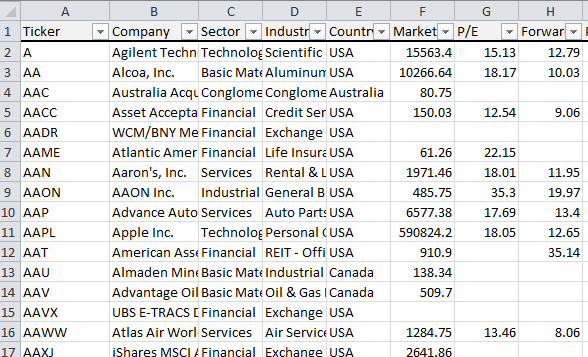 A B C D E F G H
1 Ticker Company Sector Industr Country Market P/E Forwar
2 A Agilent Techn Technolog Scientific USA 15563.4 15.13 12.79
3 AA Alcoa, Inc. Basic Mate Aluminum USA 10266.64 18.17 10.03
4 AAC Australia Acqu Conglome Conglome Australia 80.75
5 AACC Asset Accepta Financial Credit Ser USA 150.03 12.54 9.06
6 AADR WCM/BNY Me Financial Exchange USA
7 AAME Atlantic Amer Financial Life Insura USA 61.26 22.15
8 AAN Aaron's, Inc. Services Rental & L USA 1971.46 18.01 11.95
9 AAON AAON Inc. Industrial General B USA 485.75 35.3 19.97
10 AAP Advance Auto Services Auto Parts USA 6577.38 17.69 13.4
11 AAPL Apple Inc. Technolog Personal C USA 590824.2 18.05 12.65
12 AAT American Asse Financial REIT - Offi USA 910.9 35.14
13 AAU Almaden Mine Basic Mate Industrial Canada 138.34
14 AAV Advantage Oil Basic Mate Oil & Gas Canada 509.7
15 AAVX UBS E-TRACS D Financial Exchange USA
16 AAWW Atlas Air Worl Services Air Service USA 1284.75 13.46 8.06
17 AAXJ iShares MSCI A Financial Exchange USA 2641.86